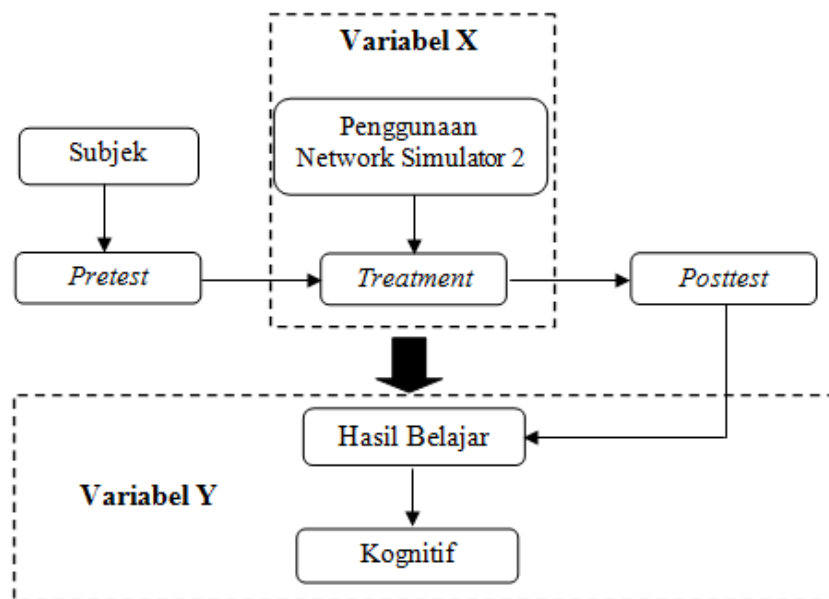 Variabel X
Penggunaan
Network Simulator 2
Subjek
Pretest
Treatment
Posttest
Hasil Belajar
Variabel Y
Kognitif